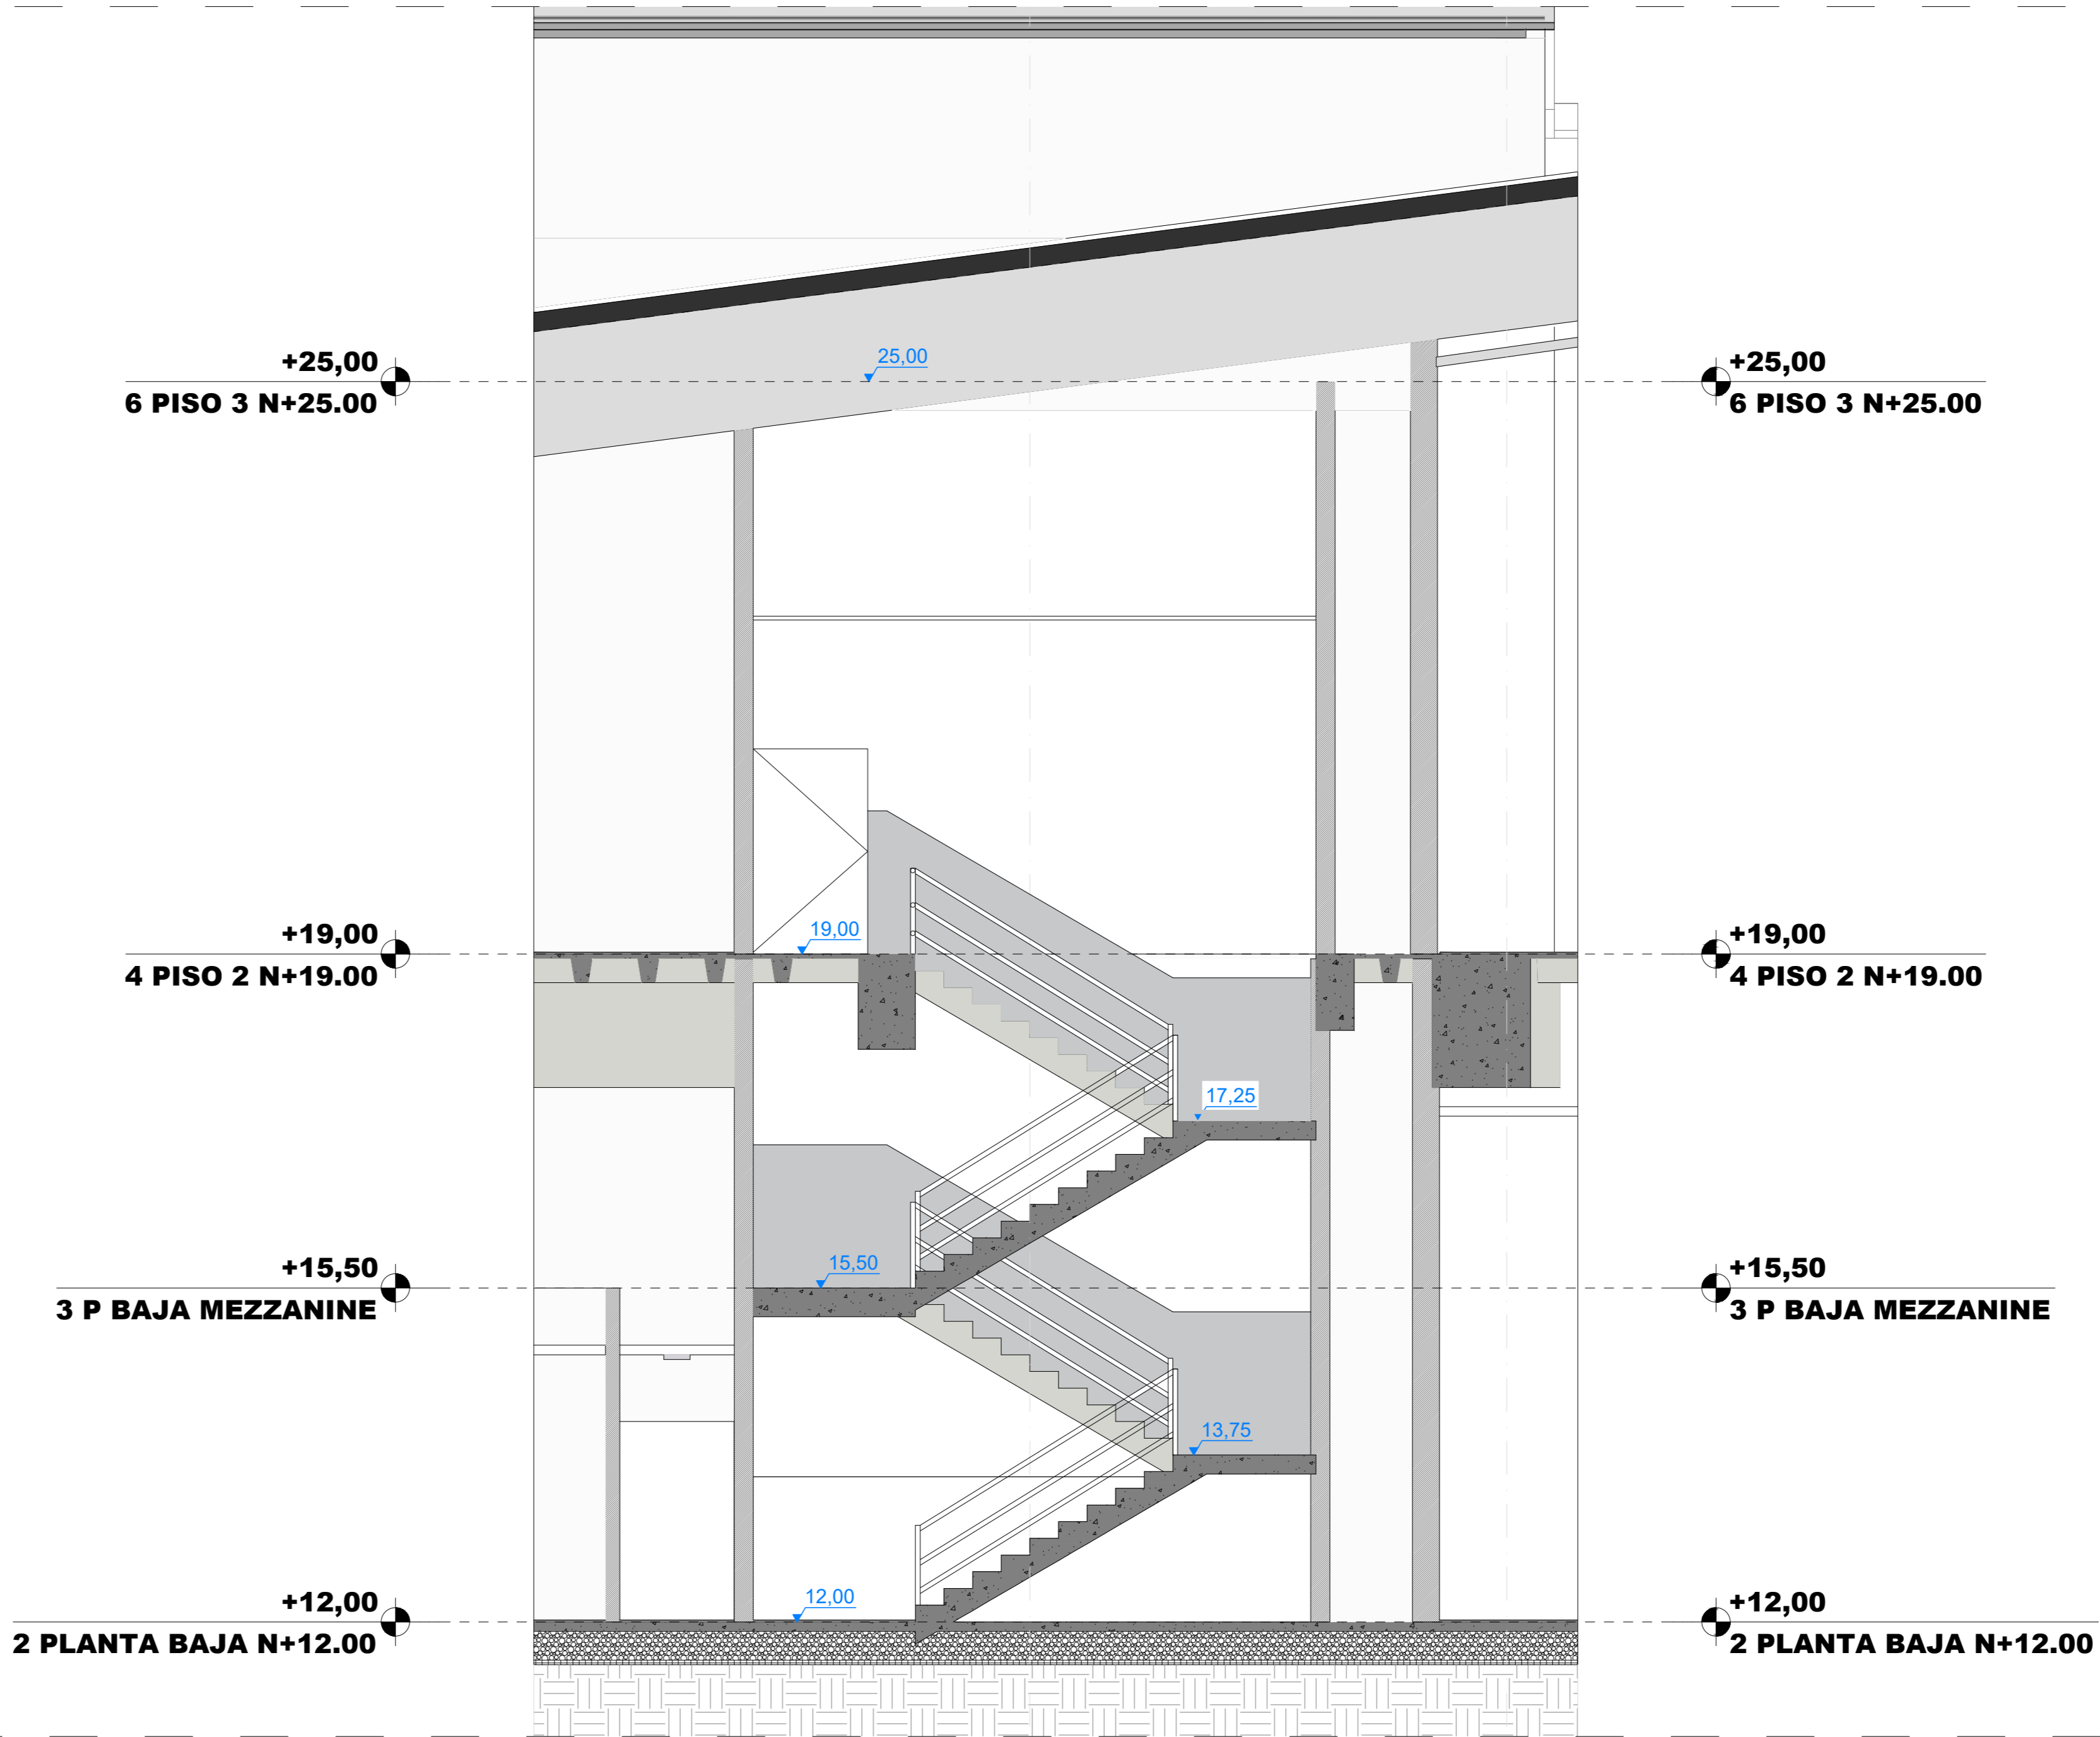 +25,00
6 PISO 3 N+25.00
25,00
+25,00
6 PISO 3 N+25.00
+19,00
4 PISO 2 N+19.00
19,00
+19,00
4 PISO 2 N+19.00
17,25
+15,50
3 P BAJA MEZZANINE
15,50
+15,50
3 P BAJA MEZZANINE
13,75
+12,00
2 PLANTA BAJA N+12.00
12,00
+12,00
2 PLANTA BAJA N+12.00